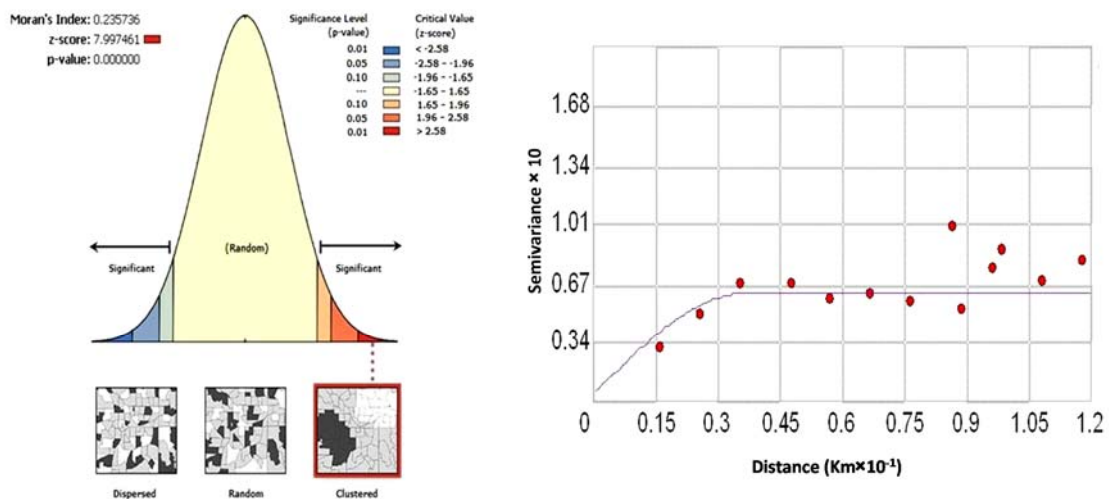 Moran's Index: 0.235736
z-score: 7.997461
p-value: 0.000000
Significance Level
(p-value)
Critical Value
(z-score)
0.01 < -2.58
0.05 -2.58 - -1.96
0.10 -1.96 - -1.65
--- -1.65 - 1.65
0.10 1.65 - 1.96
0.05 1.96 - 2.58
0.01 > 2.58
(Random)
Significant
Significant
Dispersed
Random
Clustered
Semivariance × 10
1.68
1.34
1.01
0.67
0.34
0 0.15 0.3 0.45 0.6 0.75 0.9 1.05 1.2
Distance (Km×10⁻¹)